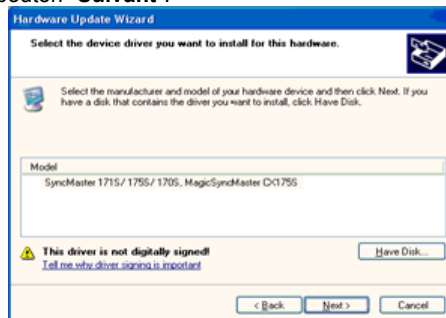 bouton "Suivant".
Hardware Update Wizard
Select the device driver you want to install for this hardware.
Select the manufacturer and model of your hardware device and then click Next. If you
have a disk that contains the driver you want to install, click Have Disk.
Model
SyncMaster 171S/ 175S/ 170S, MagicSyncMaster CX175S
This driver is not digitally signed!
Have Disk...
Tell me why driver signing is important
< Back
Next >
Cancel